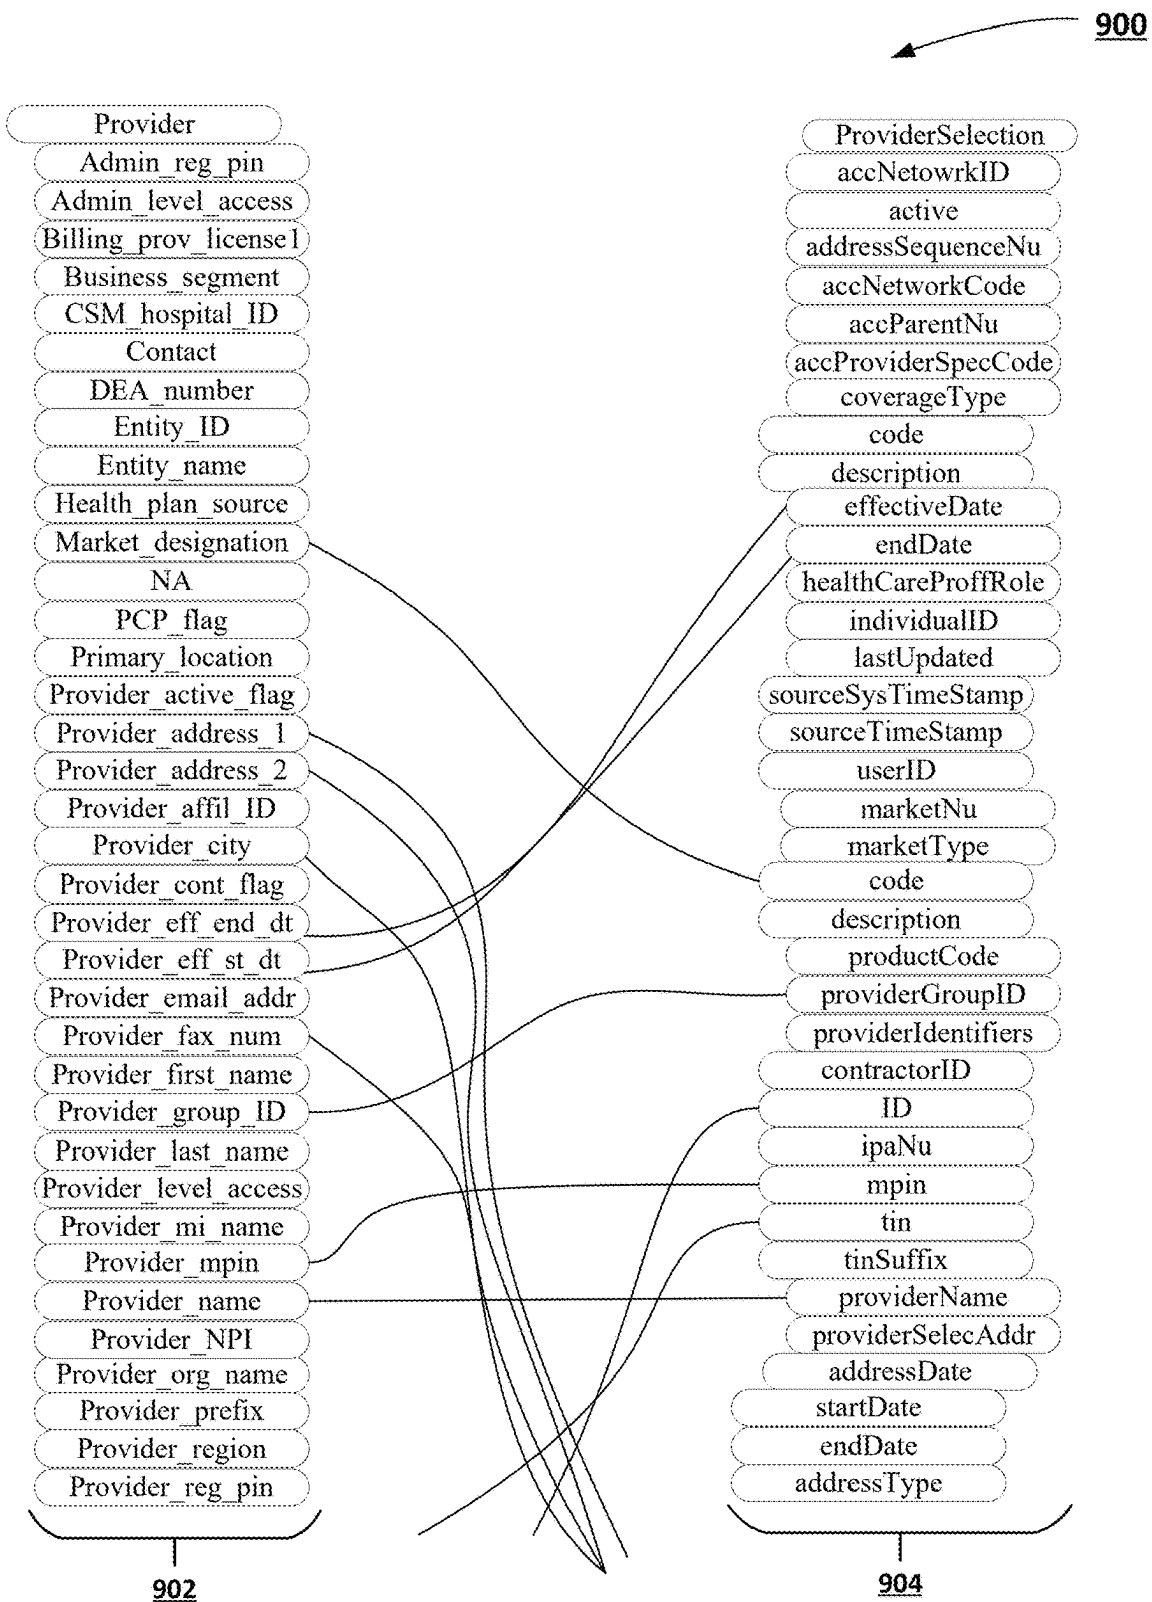 900
Provider
Admin_reg_pin
Admin_level_access
Billing_prov_license1
Business_segment
CSM_hospital_ID
Contact
DEA_number
Entity_ID
Entity_name
Health_plan_source
Market_designation
NA
PCP_flag
Primary_location
Provider_active_flag
Provider_address_1
Provider_address_2
Provider_affil_ID
Provider_city
Provider_cont_flag
Provider_eff_end_dt
Provider_eff_st_dt
Provider_email_addr
Provider_fax_num
Provider_first_name
Provider_group_ID
Provider_last_name
Provider_level_access
Provider_mi_name
Provider_mpin
Provider_name
Provider_NPI
Provider_org_name
Provider_prefix
Provider_region
Provider_reg_pin
902
ProviderSelection
accNetowrkID
active
addressSequenceNu
accNetworkCode
accParentNu
accProviderSpecCode
coverageType
code
description
effectiveDate
endDate
healthCareProffRole
individualID
lastUpdated
sourceSysTimeStamp
sourceTimeStamp
userID
marketNu
marketType
code
description
productCode
providerGroupID
providerIdentifiers
contractorID
ID
ipaNu
mpin
tin
tinSuffix
providerName
providerSelecAddr
addressDate
startDate
endDate
addressType
904